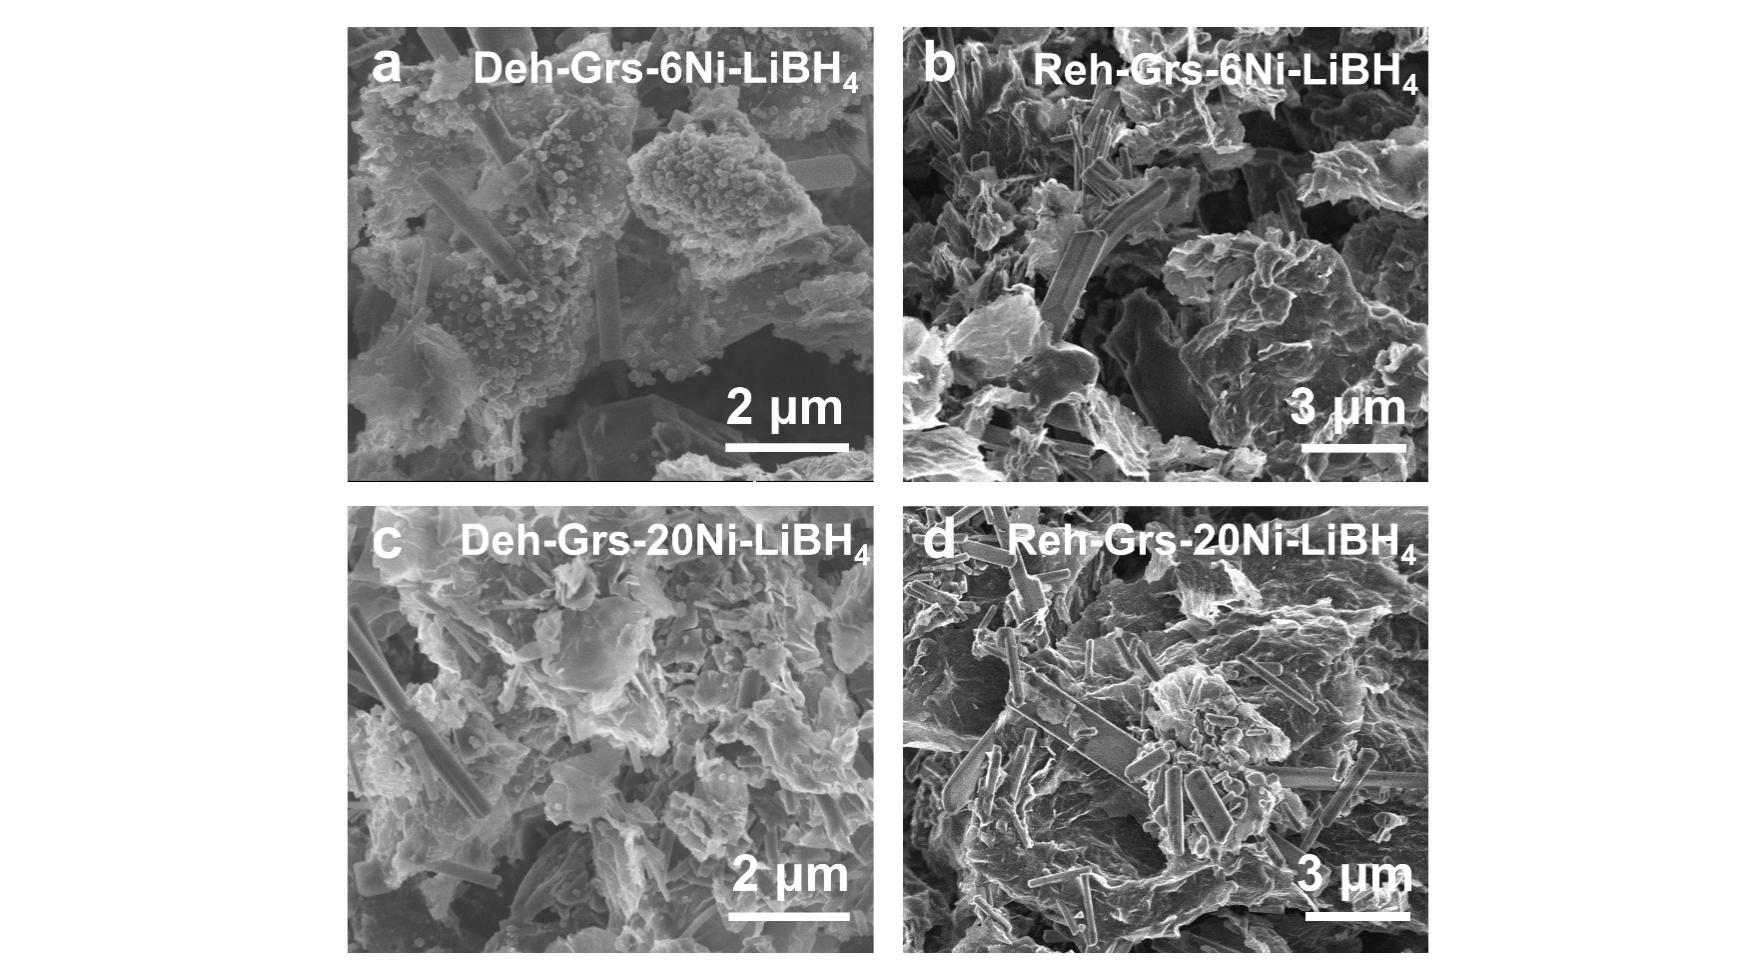 a Deh-Grs-6Ni-LiBH₄
2 µm
b Reh-Grs-6Ni-LiBH₄
3 µm
c Deh-Grs-20Ni-LiBH₄
2 µm
d Reh-Grs-20Ni-LiBH₄
3 µm